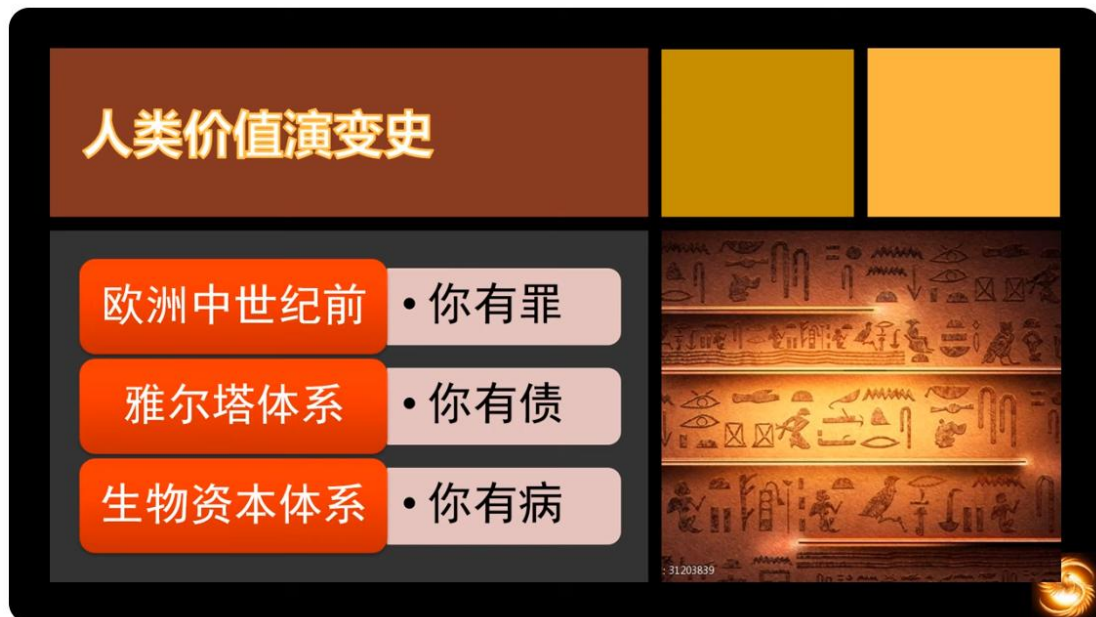 人类价值演变史
欧洲中世纪前
• 你有罪
雅尔塔体系
• 你有债
生物资本体系
• 你有病
: 31203839